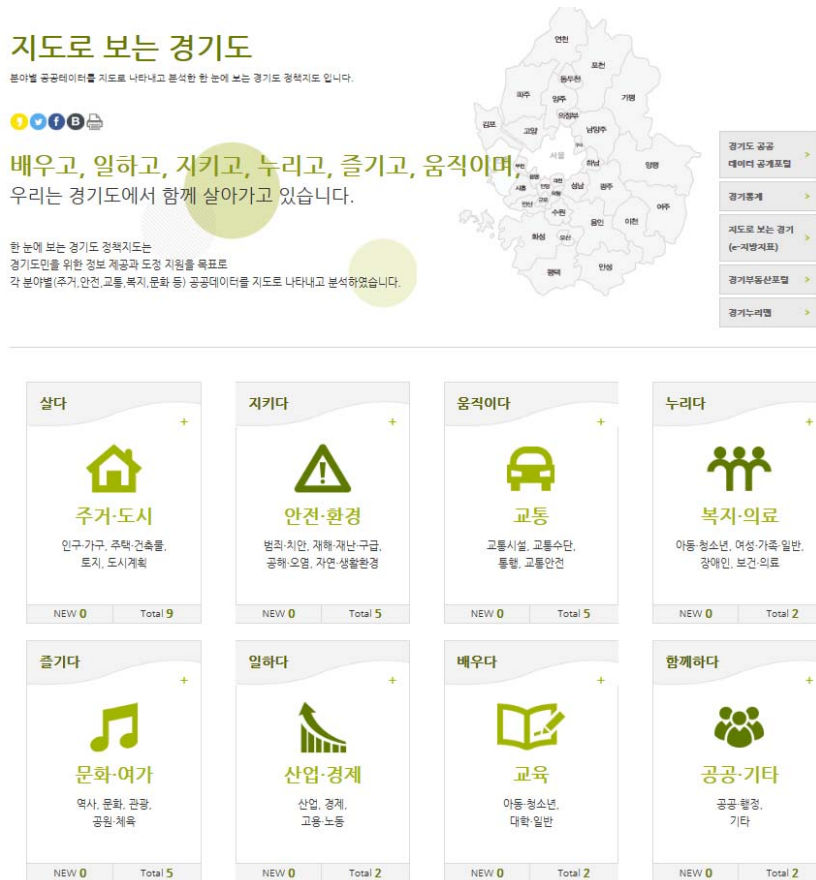 지도로 보는 경기도
분야별 공공테이터를 지도로 나타내고 분석한 한 눈에 보는 경기도 정책지도 입니다.
B
배우고, 일하고, 지키고, 누리고, 즐기고, 움직이며,
우리는 경기도에서 함께 살아가고 있습니다.
한 눈에 보는 경기도 정책지도는
경기도민을 위한 정보 제공과 도정 지원을 목표로
각 분야별(주거,안전,교통,복지,문화 등) 공공데이터를 지도로 나타내고 분석하였습니다.
연천
포천
동두천
파주 양주 가평
의정부
김포 고양 남양주
서울 하남 양평
시흥 성남 광주
안산 수원 용인 이천 여주
화성 오산
평택 안성
경기도 공공
데이터 공개포털 >
경기통계 >
지도로 보는 경기
(e-지방지표) >
경기부동산포털 >
경기누리맵 >
살다 +
주거·도시
인구·가구, 주택·건축물,
토지, 도시계획
NEW 0 Total 9
지키다 +
안전·환경
범죄·치안, 재해·재난·구급,
공해·오염, 자연·생활환경
NEW 0 Total 5
움직이다 +
교통
교통시설, 교통수단,
통행, 교통안전
NEW 0 Total 5
누리다 +
복지·의료
아동·청소년, 여성·가족·일반,
장애인, 보건·의료
NEW 0 Total 2
즐기다 +
문화·여가
역사, 문화, 관광,
공원·체육
NEW 0 Total 5
일하다 +
산업·경제
산업, 경제,
고용·노동
NEW 0 Total 2
배우다 +
교육
아동·청소년,
대학·일반
NEW 0 Total 2
함께하다 +
공공·기타
공공·행정,
기타
NEW 0 Total 2